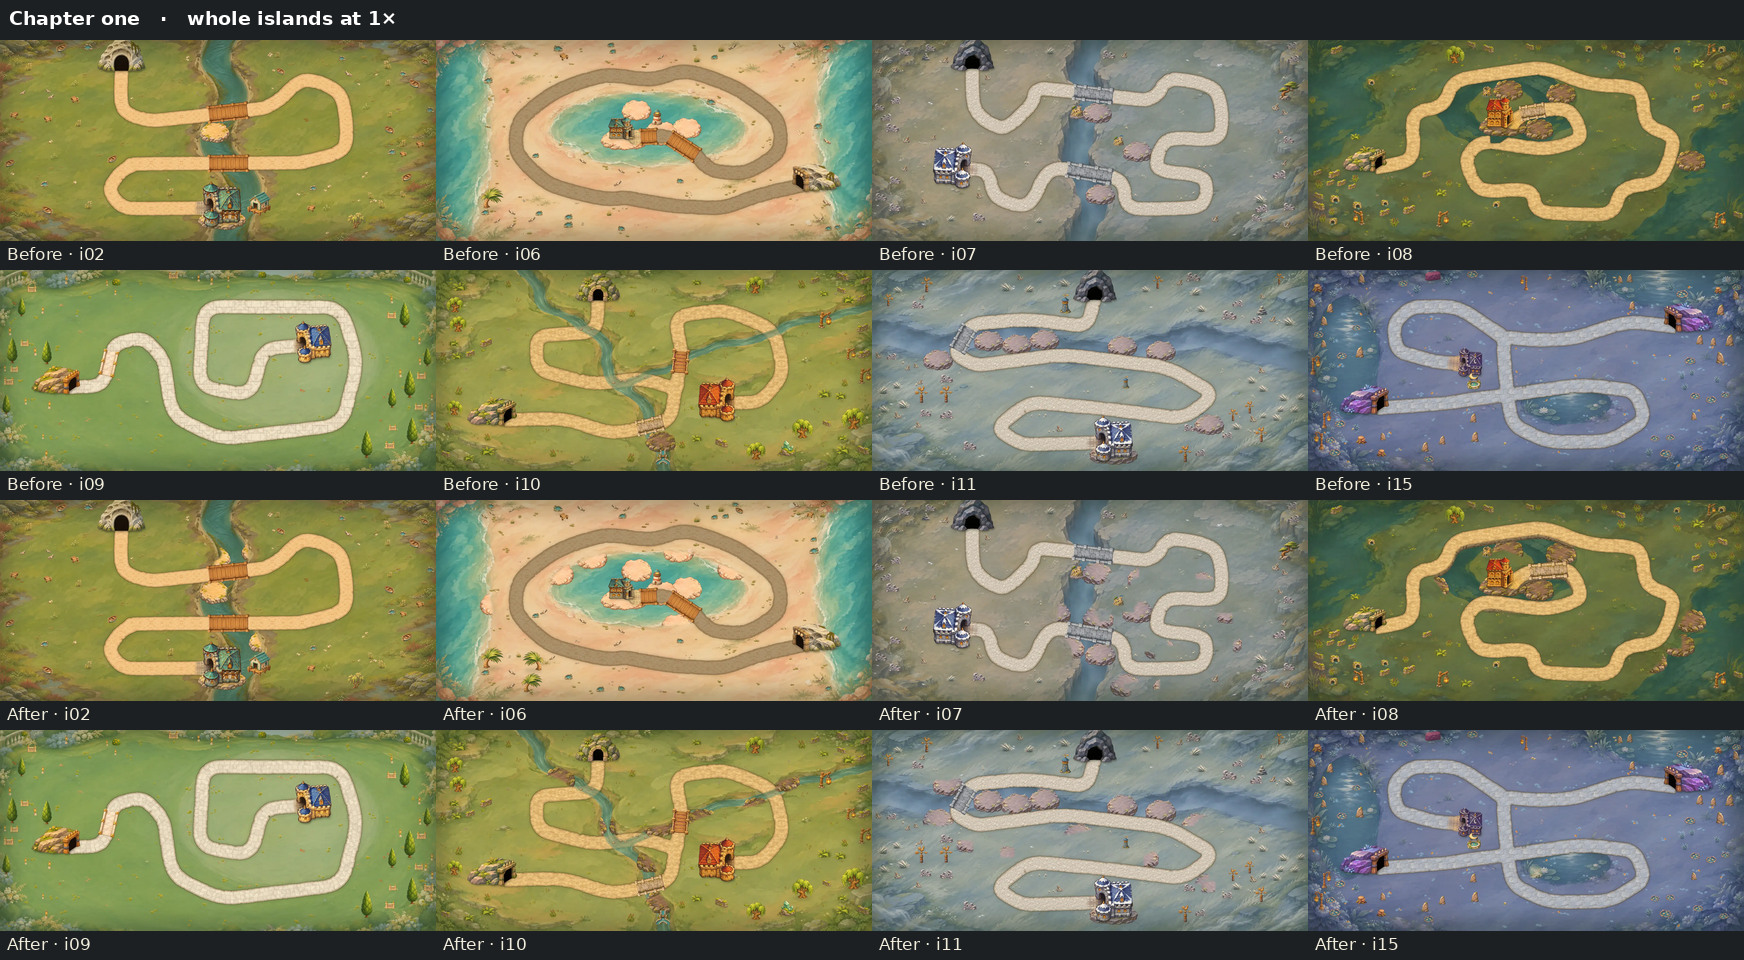 Chapter one · whole islands at 1×
Before · i02
Before · i06
Before · i07
Before · i08
Before · i09
Before · i10
Before · i11
Before · i15
After · i02
After · i06
After · i07
After · i08
After · i09
After · i10
After · i11
After · i15